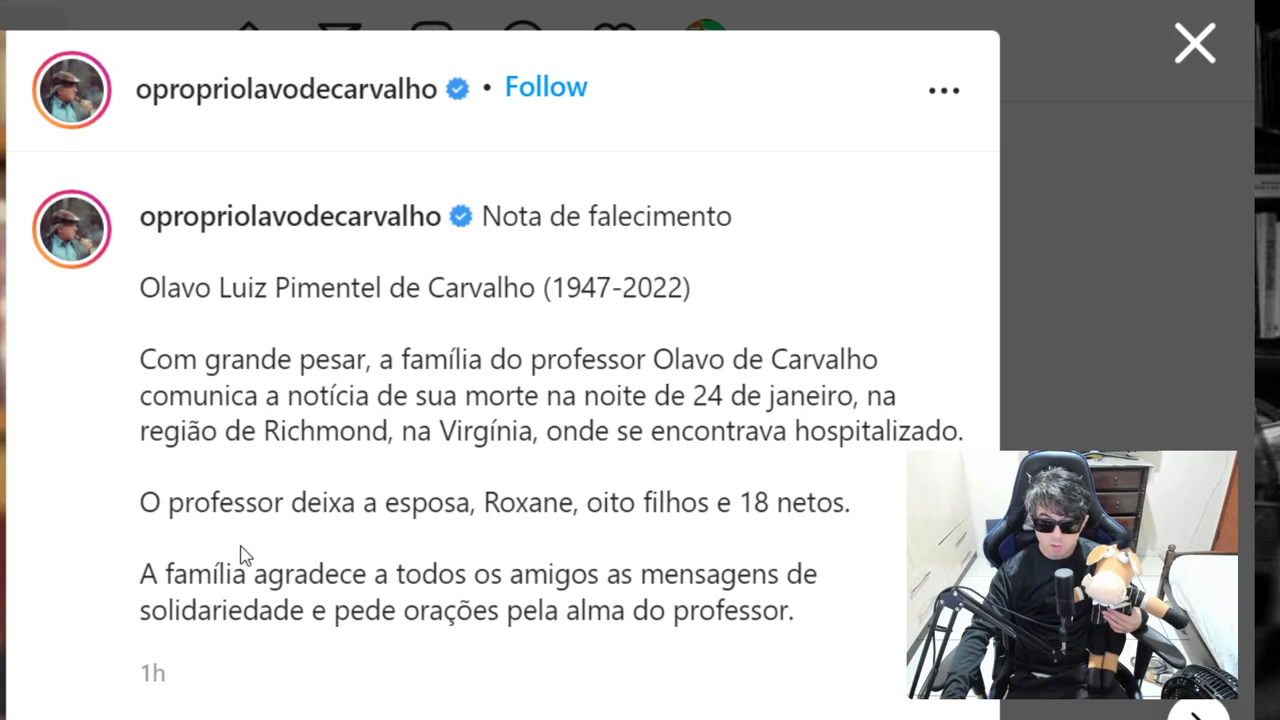 opropriolavodecarvalho • Follow
opropriolavodecarvalho Nota de falecimento
Olavo Luiz Pimentel de Carvalho (1947-2022)
Com grande pesar, a família do professor Olavo de Carvalho
comunica a notícia de sua morte na noite de 24 de janeiro, na
região de Richmond, na Virgínia, onde se encontrava hospitalizado.
O professor deixa a esposa, Roxane, oito filhos e 18 netos.
A família agradece a todos os amigos as mensagens de
solidariedade e pede orações pela alma do professor.
1h